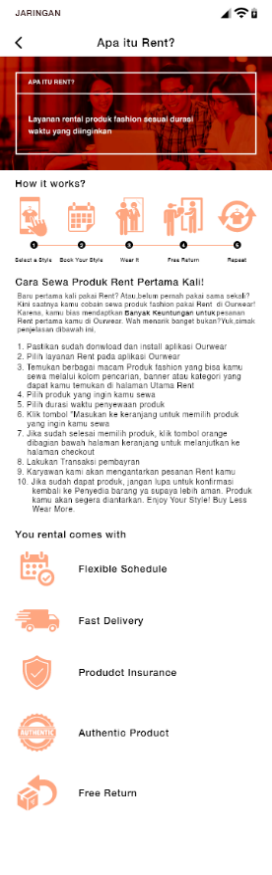 JARINGAN
Apa itu Rent?
APA ITU RENT?
Layanan rental produk fashion sesuai durasi
waktu yang diinginkan
How it works?
1 2 3 4 5
Select a Style Book Your Style Wear It Free Return Repeat
Cara Sewa Produk Rent Pertama Kali!
Baru pertama kali pakai Rent? Atau belum pernah pakai sama sekali?
Kini saatnya kamu cobain sewa produk fashion pakai Rent di Ourwear!
Karena, kamu bias mendaptkan Banyak Keuntungan untuk pesanan
Rent pertama kamu di Ourwear. Wah menarik banget bukan?Yuk,simak
penjelasan dibawah ini,
1. Pastikan sudah donwload dan install aplikasi Ourwear
2. Pilh layanan Rent pada aplikasi Ourwear
3. Temukan berbagai macam Produk fashion yang bisa kamu
sewa melalui kolom pencarian, banner atau kategori yang
dapat kamu temukan di halaman Utama Rent
4. Pilh produk yang ingin kamu sewa
5. Pilih durasi waktu penyewaan produk
6. Klik tombol "Masukan ke keranjang untuk memilih produk
yang ingin kamu sewa
7. Jika sudah selesai memilih produk, klik tombol orange
dibagian bawah halaman keranjang untuk melanjutkan ke
halaman checkout
8. Lakukan Transaksi pembayran
9. Karyawan kami akan mengantarkan pesanan Rent kamu
10. Jika sudah dapat produk, jangan lupa untuk konfirmasi
kembali ke Penyedia barang ya supaya lebih aman. Produk
kamu akan segera diantarkan. Enjoy Your Style! Buy Less
Wear More.
You rental comes with
Flexible Schedule
Fast Delivery
Produdct Insurance
AUTHENTIC
Authentic Product
Free Return